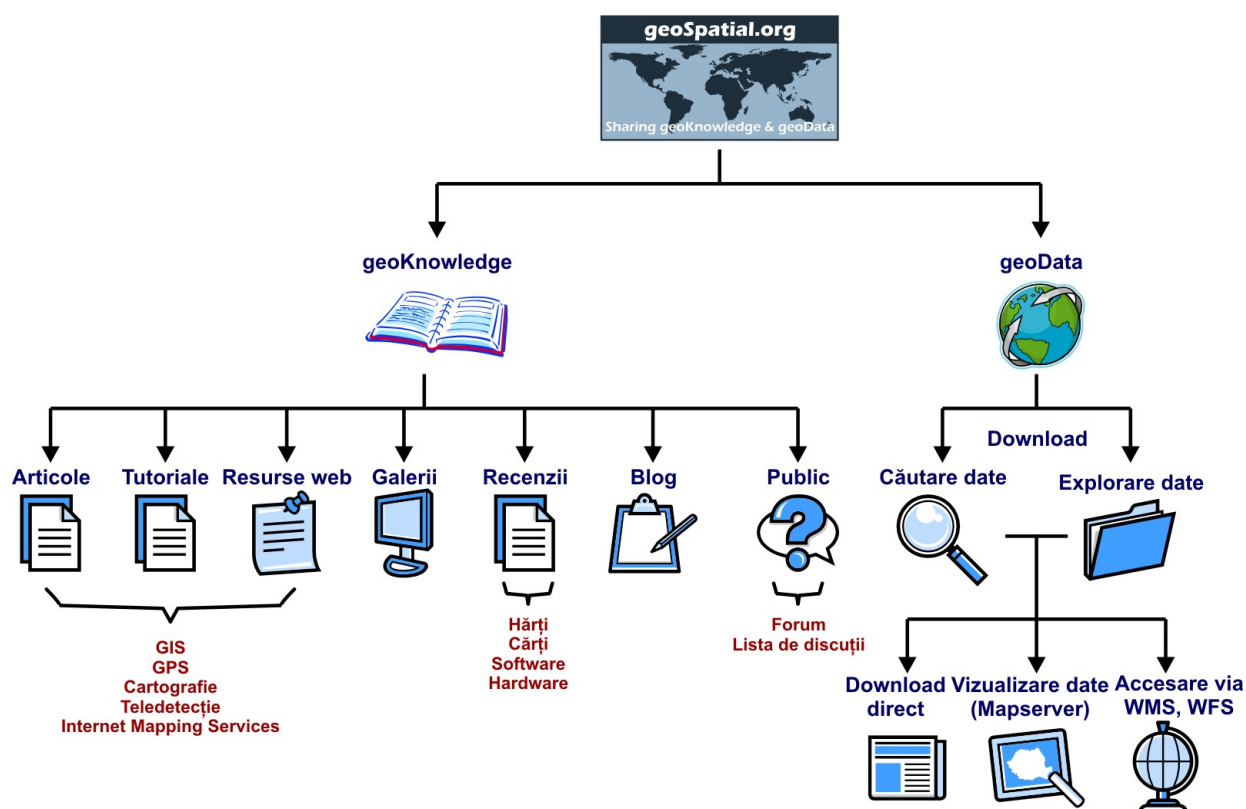 geoSpatial.org
Sharing geoKnowledge & geoData
geoKnowledge
geoData
Download
Articole
Tutoriale
Resurse web
Galerii
Recenzii
Blog
Public
Căutare date
Explorare date
GIS
GPS
Cartografie
Teledetecție
Internet Mapping Services
Hărți
Cărți
Software
Hardware
Forum
Lista de discuții
Download
direct
Vizualizare date
(Mapserver)
Accesare via
WMS, WFS